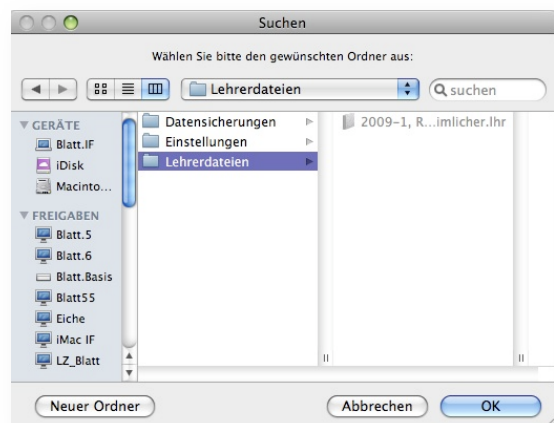 Suchen
Wählen Sie bitte den gewünschten Ordner aus:
Lehrerdateien
suchen
GERÄTE
Blatt.IF
iDisk
Macinto...
FREIGABEN
Blatt.5
Blatt.6
Blatt.Basis
Blatt55
Eiche
iMac IF
LZ_Blatt
Datensicherungen
Einstellungen
Lehrerdateien
2009-1, R...imlicher.lhr
Neuer Ordner
Abbrechen
OK